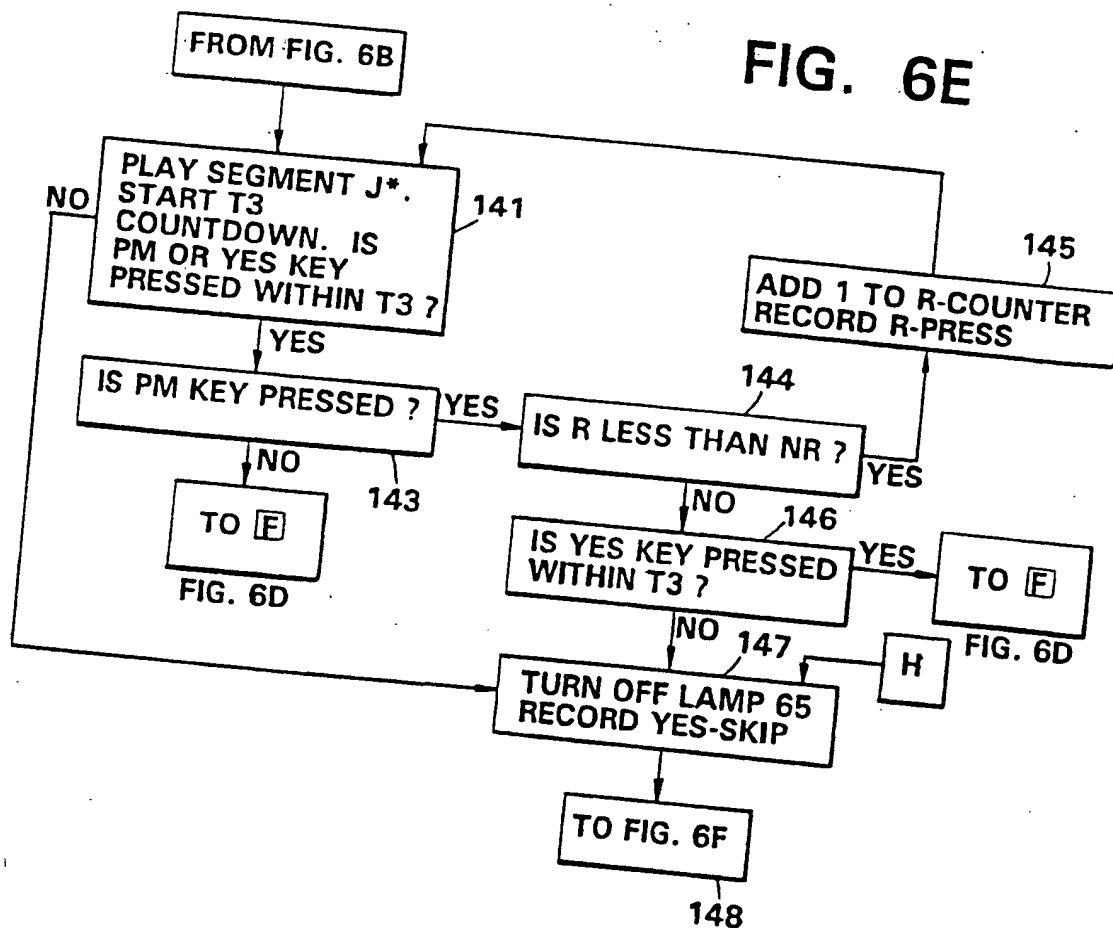 FROM FIG. 6B
FIG. 6E
PLAY SEGMENT J*.
START T3
COUNTDOWN. IS
PM OR YES KEY
PRESSED WITHIN T3 ?
NO
141
145
ADD 1 TO R-COUNTER
RECORD R-PRESS
YES
IS PM KEY PRESSED ?
YES
144
IS R LESS THAN NR ?
YES
NO
143
TO F
FIG. 6D
NO
146
IS YES KEY PRESSED
WITHIN T3 ?
YES
TO F
FIG. 6D
NO
147
H
TURN OFF LAMP 65
RECORD YES-SKIP
TO FIG. 6F
148